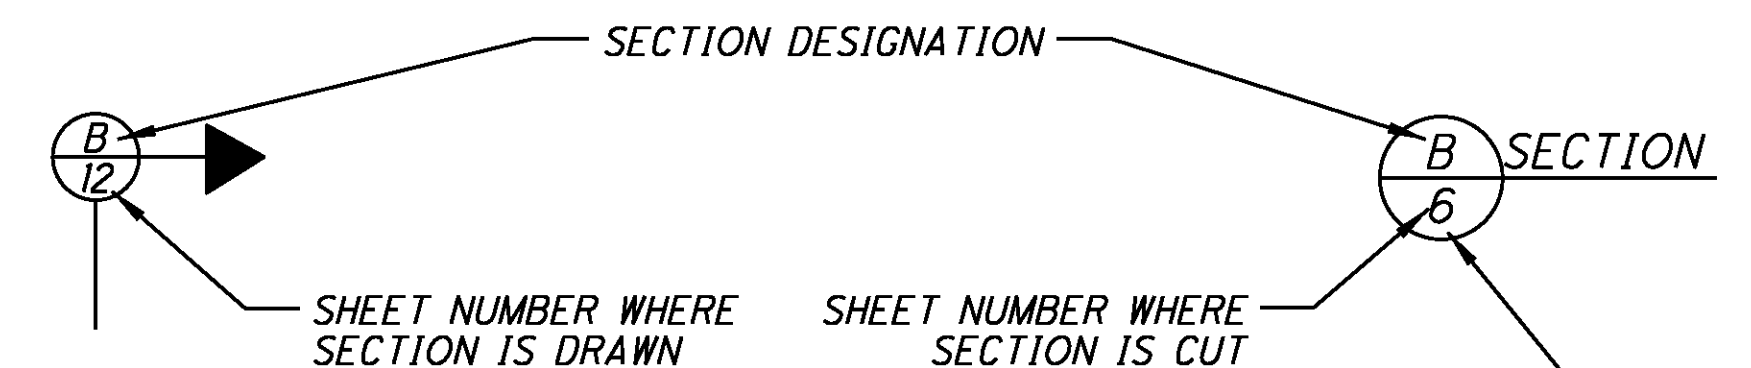 SECTION DESIGNATION
B
12
B
6
SECTION
SHEET NUMBER WHERE
SECTION IS DRAWN
SHEET NUMBER WHERE
SECTION IS CUT